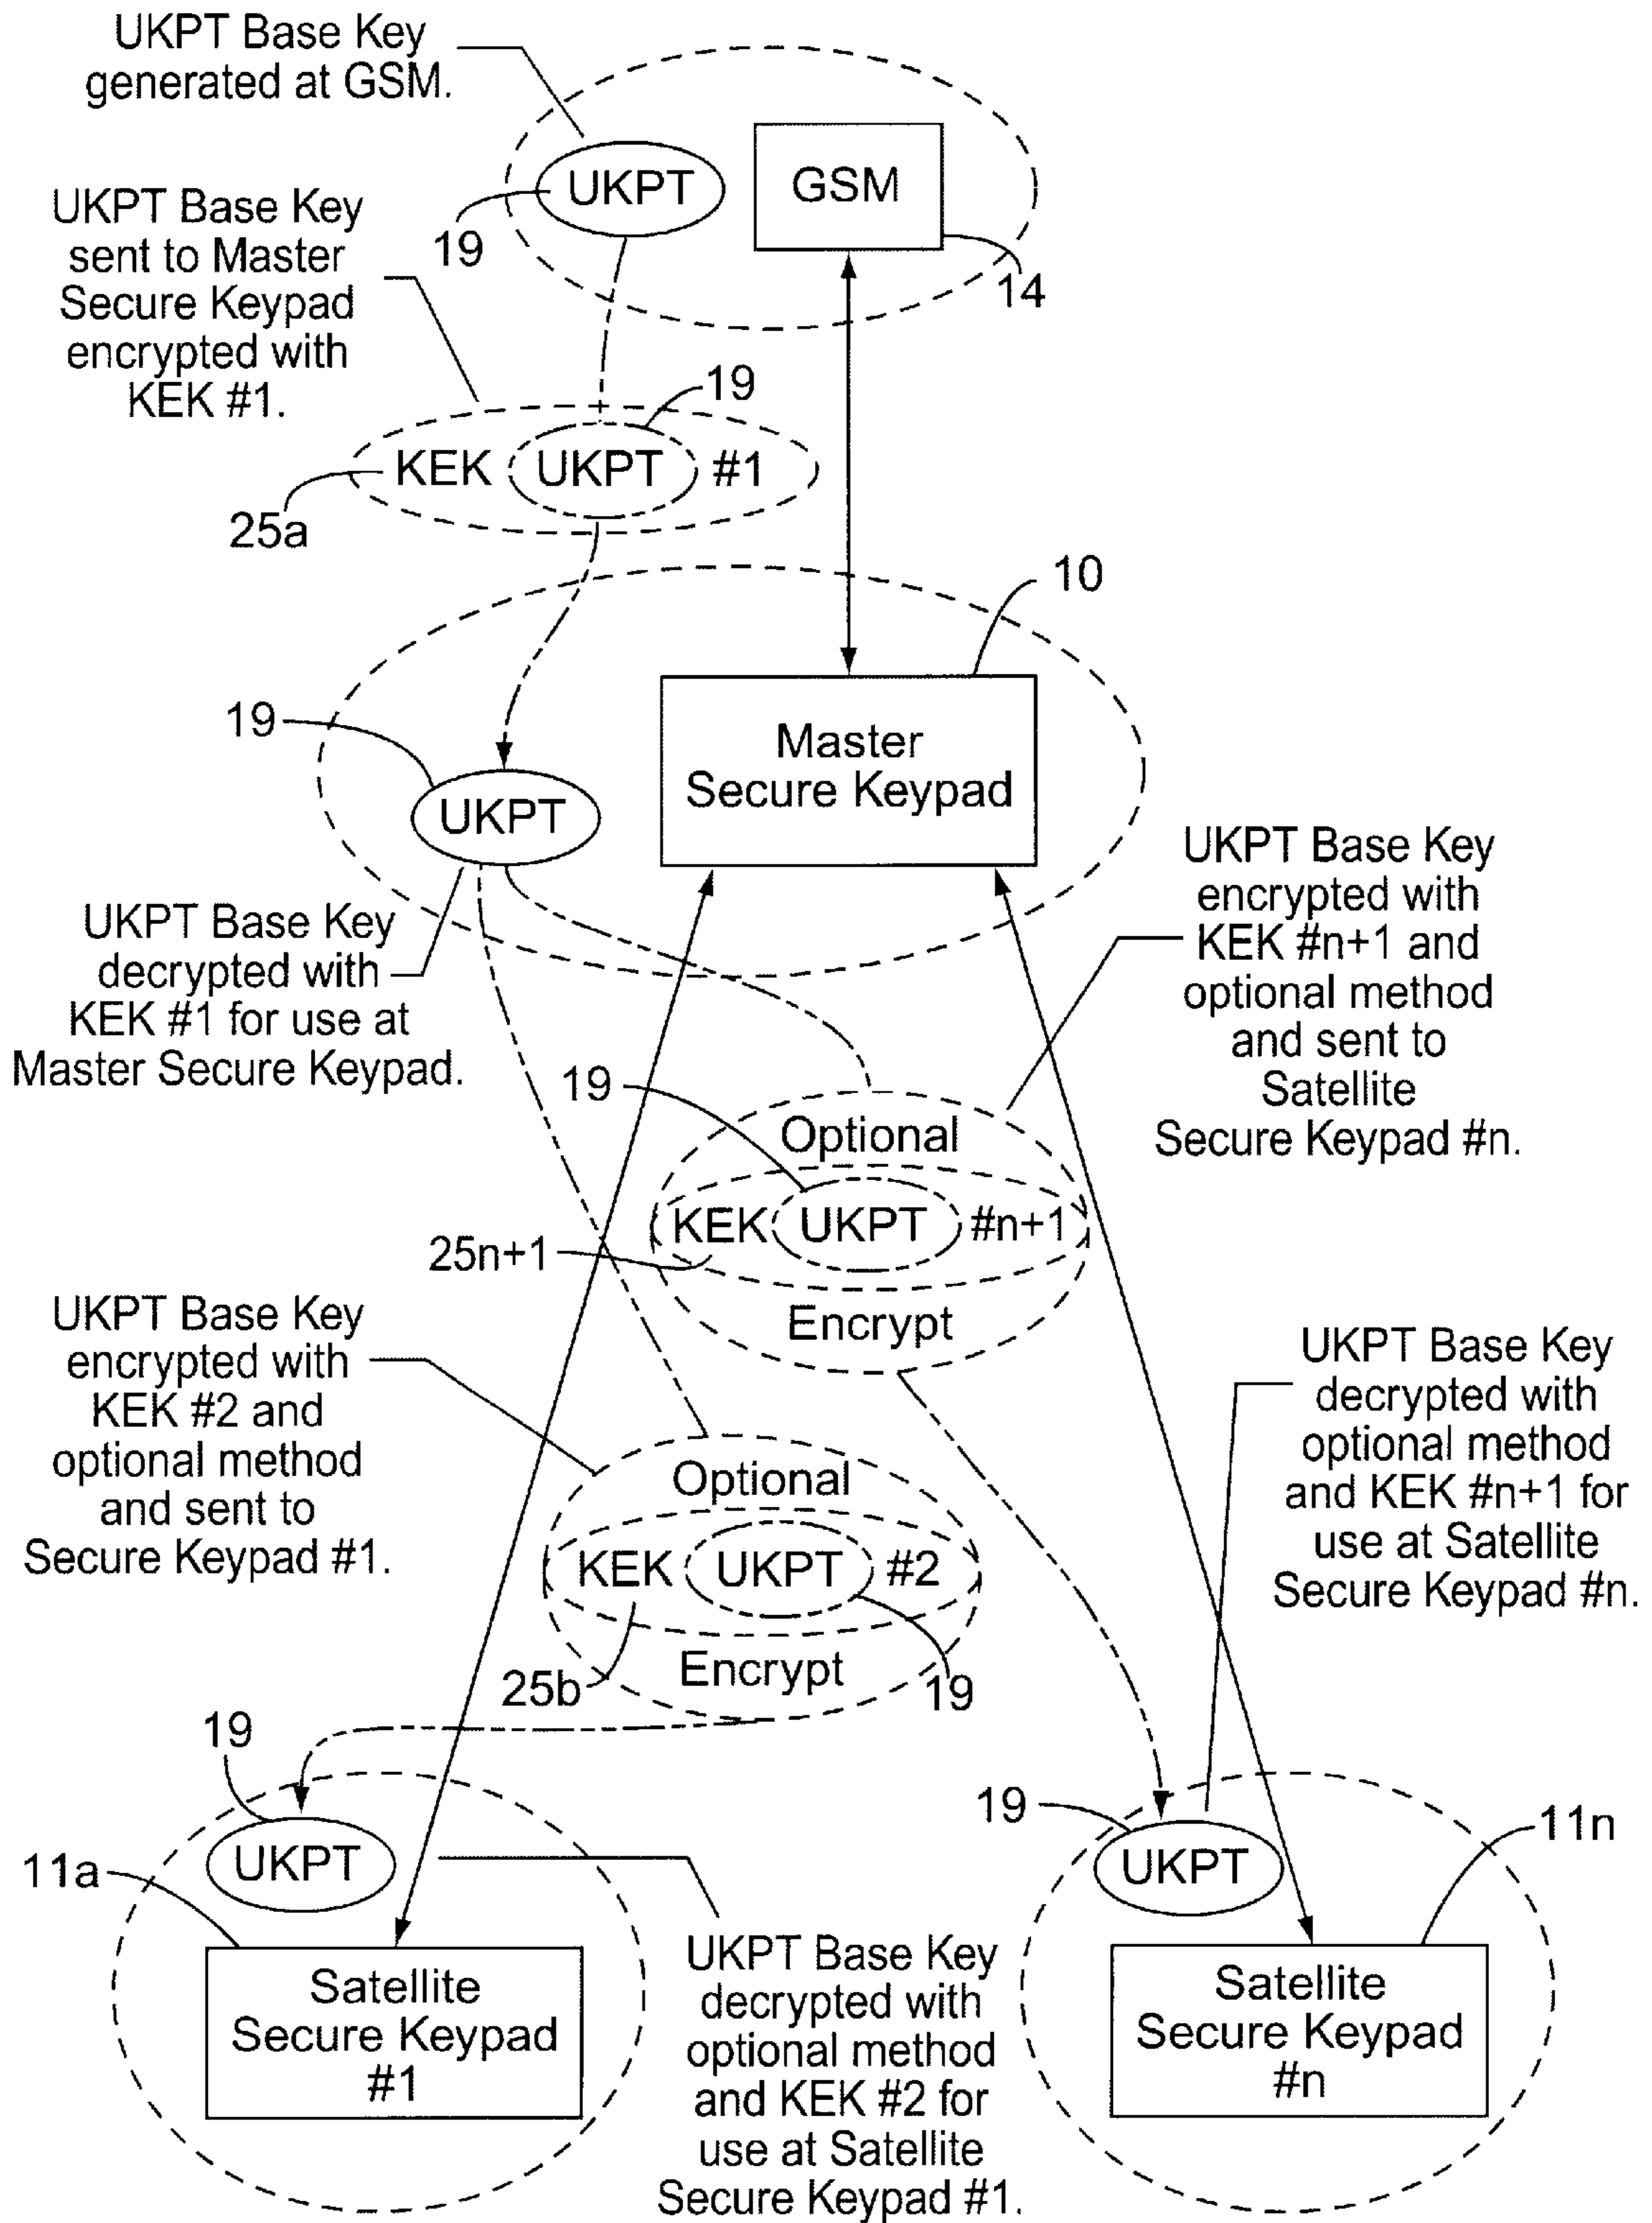 UKPT Base Key
generated at GSM.
UKPT
GSM
19
14
UKPT Base Key
sent to Master
Secure Keypad
encrypted with
KEK #1.
19
KEK UKPT #1
25a
10
19
Master
Secure Keypad
UKPT
UKPT Base Key
decrypted with
KEK #1 for use at
Master Secure Keypad.
UKPT Base Key
encrypted with
KEK #n+1 and
optional method
and sent to
Satellite
Secure Keypad #n.
19
Optional
KEK UKPT #n+1
25n+1
Encrypt
UKPT Base Key
encrypted with
KEK #2 and
optional method
and sent to
Secure Keypad #1.
UKPT Base Key
decrypted with
optional method
and KEK #n+1 for
use at Satellite
Secure Keypad #n.
Optional
KEK UKPT #2
Encrypt
25b
19
19
UKPT
11a
Satellite
Secure Keypad
#1
UKPT Base Key
decrypted with
optional method
and KEK #2 for
use at Satellite
Secure Keypad #1.
19
UKPT
11n
Satellite
Secure Keypad
#n